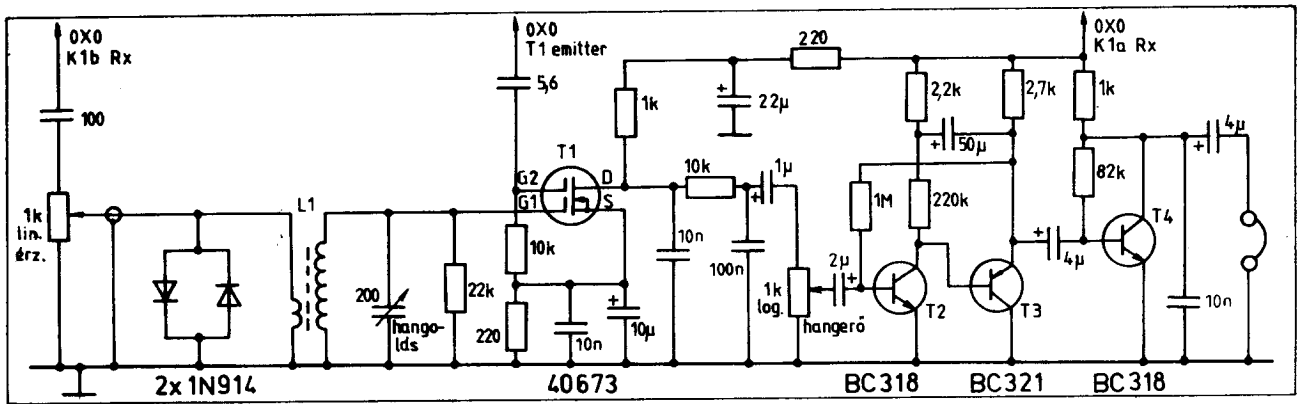 0X0
K1b Rx
100
1k
lin.
érz.
L1
2x 1N914
200
hango-
lds
22k
0X0
T1 emitter
5,6
T1
G2
G1
D
S
10k
220
10n
10µ
40673
1k
22µ
220
10k
10n
100n
1µ
1k
log.
hangerő
2µ
1M
2,2k
50µ
220k
T2
BC318
2,7k
T3
BC321
4µ
0X0
K1a Rx
1k
82k
T4
BC318
4µ
10n